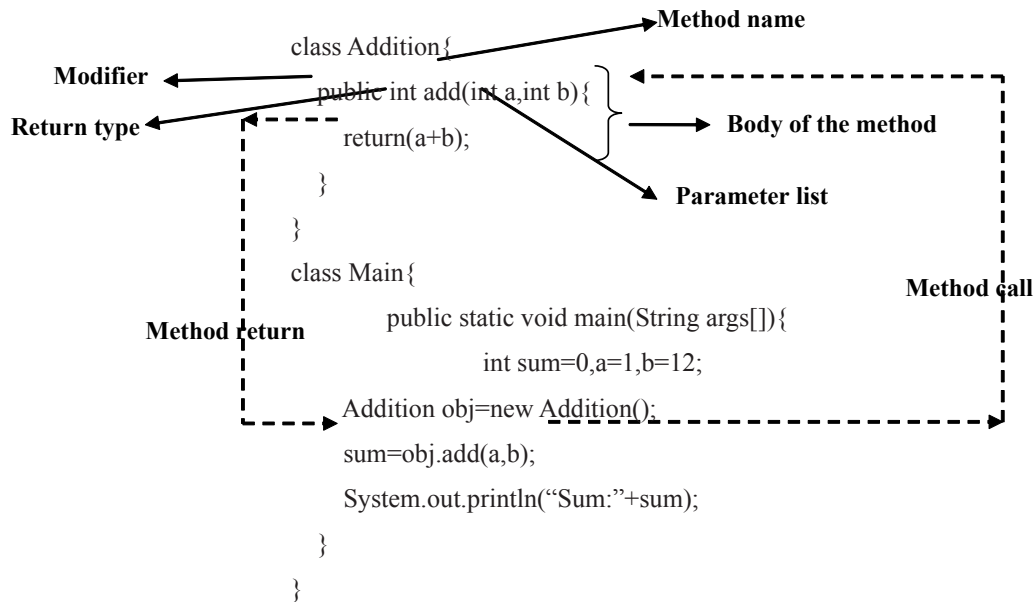 Method name
class Addition{
Modifier
public int add(int a,int b){
Return type
Body of the method
return(a+b);
}
Parameter list
}
class Main{
Method call
public static void main(String args[]){
Method return
int sum=0,a=1,b=12;
Addition obj=new Addition();
sum=obj.add(a,b);
System.out.println(“Sum:”+sum);
}
}